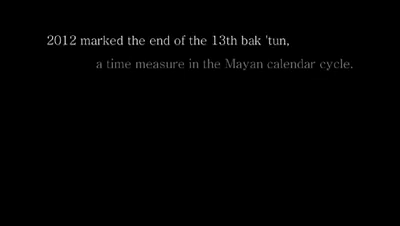 2012 marked the end of the 13th bak 'tun,
a time measure in the Mayan calendar cycle.